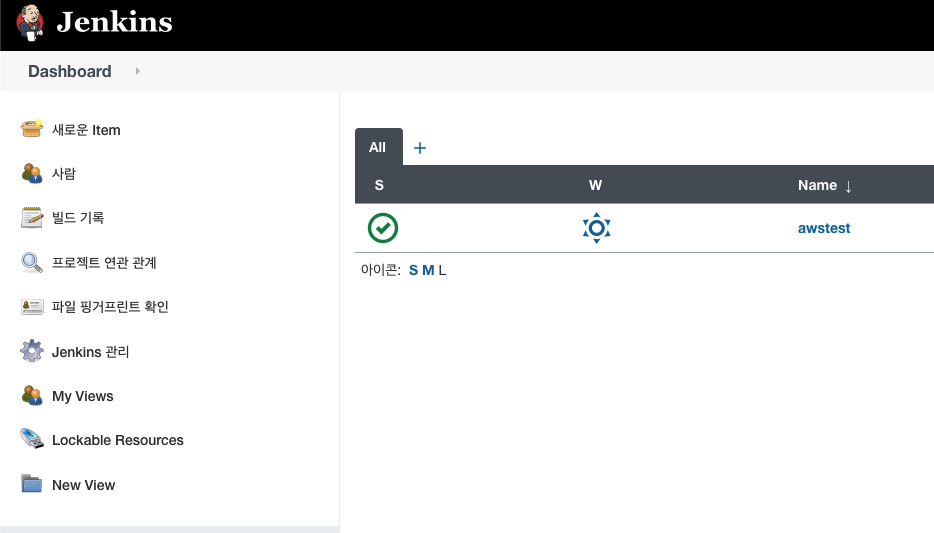 Jenkins
Dashboard
새로운 Item
사람
빌드 기록
프로젝트 연관 관계
파일 핑거프린트 확인
Jenkins 관리
My Views
Lockable Resources
New View
All +
S W Name ↓
awstest
아이콘: S M L